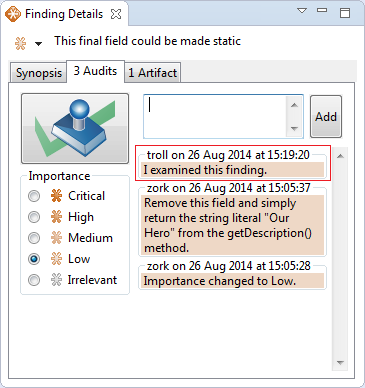 Finding Details
This final field could be made static
Synopsis
3 Audits
1 Artifact
Add
Importance
Critical
High
Medium
Low
Irrelevant
troll on 26 Aug 2014 at 15:19:20
I examined this finding.
zork on 26 Aug 2014 at 15:05:37
Remove this field and simply
return the string literal "Our
Hero" from the getDescription()
method.
zork on 26 Aug 2014 at 15:05:28
Importance changed to Low.